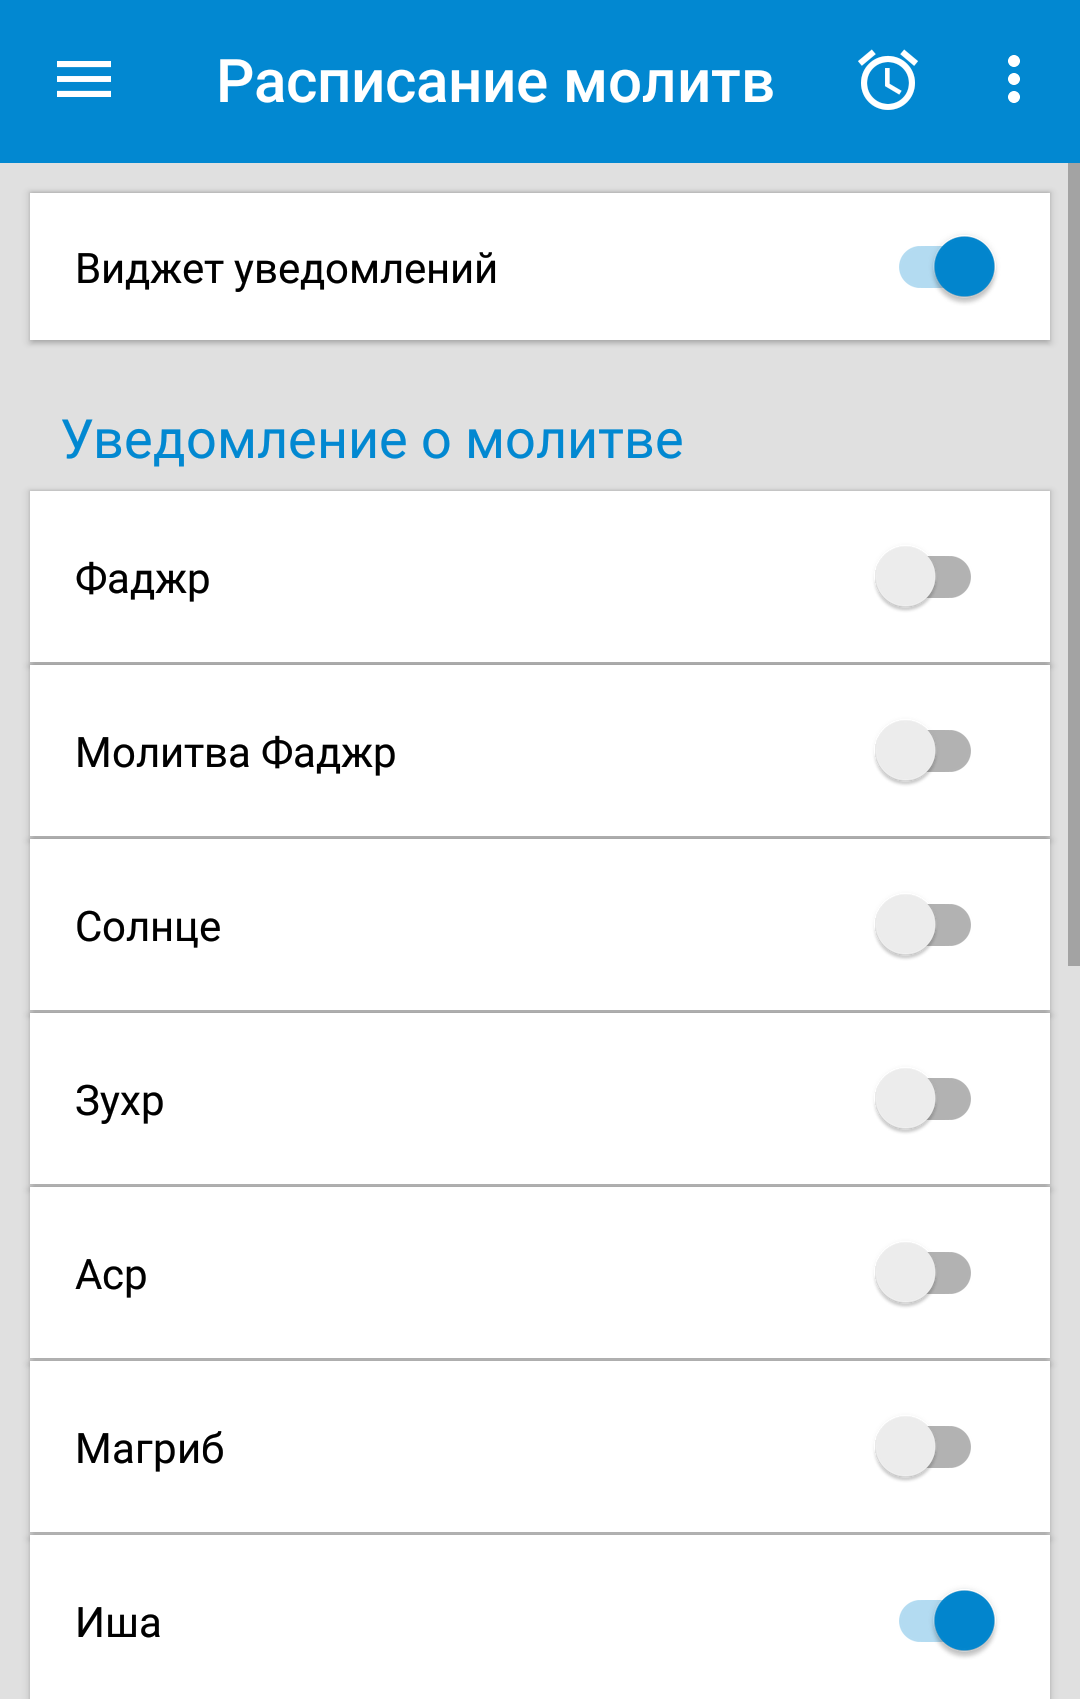 Расписание молитв
Виджет уведомлений
Уведомление о молитве
Фаджр
Молитва Фаджр
Солнце
Зухр
Аср
Магриб
Иша